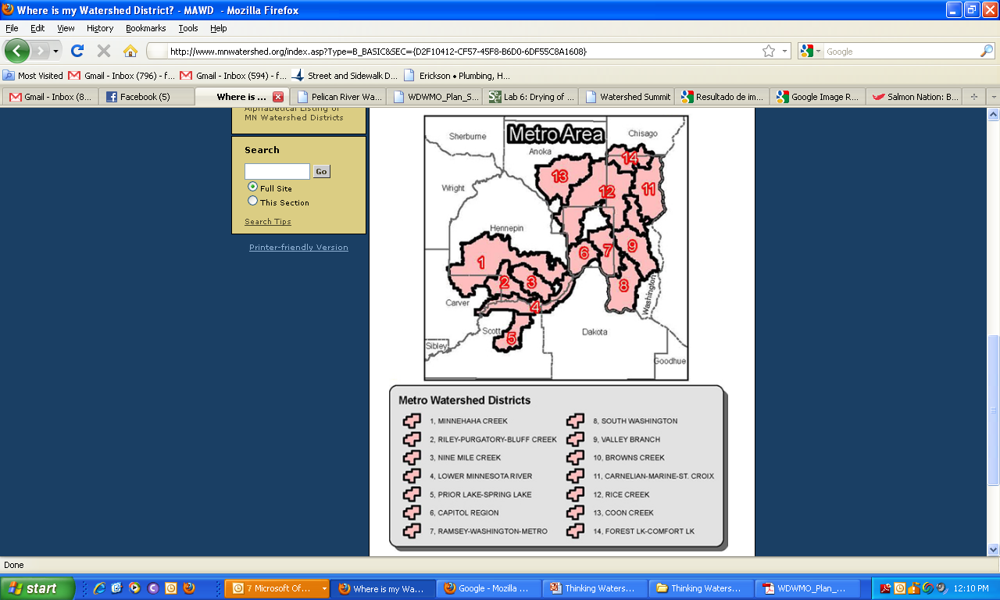 Where is my Watershed District? - MAWD - Mozilla Firefox
File Edit View History Bookmarks Tools Help
http://www.mnwatershed.org/index.asp?Type=B_BASIC&SEC={D2F10412-CF57-45F8-B6D0-6DF55C8A1608}
Google
Most Visited Gmail - Inbox (796) - f... Gmail - Inbox (594) - f... Street and Sidewalk D... Erickson • Plumbing, H...
Gmail - Inbox (8... Facebook (5) Where is ... Pelican River Wa... WDWMO_Plan_S... Lab 6: Drying of ... Watershed Summit Resultado de im... Google Image R... Salmon Nation: B...
Alphabetical Listing of
MN Watershed Districts
Search
Go
Full Site
This Section
Search Tips
Printer-friendly Version
Metro Area
Sherburne
Anoka
Chisago
14
13
12
11
Wright
Hennepin
6
7
9
1
2
3
8
Carver
4
Washington
Scott
5
Dakota
Sibley
Goodhue
Metro Watershed Districts
1, MINNEHAHA CREEK
2, RILEY-PURGATORY-BLUFF CREEK
3, NINE MILE CREEK
4, LOWER MINNESOTA RIVER
5, PRIOR LAKE-SPRING LAKE
6, CAPITOL REGION
7, RAMSEY-WASHINGTON-METRO
8, SOUTH WASHINGTON
9, VALLEY BRANCH
10, BROWNS CREEK
11, CARNELIAN-MARINE-ST. CROIX
12, RICE CREEK
13, COON CREEK
14, FOREST LK-COMFORT LK
Done
start 7 Microsoft Of... Where is my Wa... Google - Mozilla ... Thinking Waters... Thinking Waters... WDWMO_Plan_... 12:10 PM